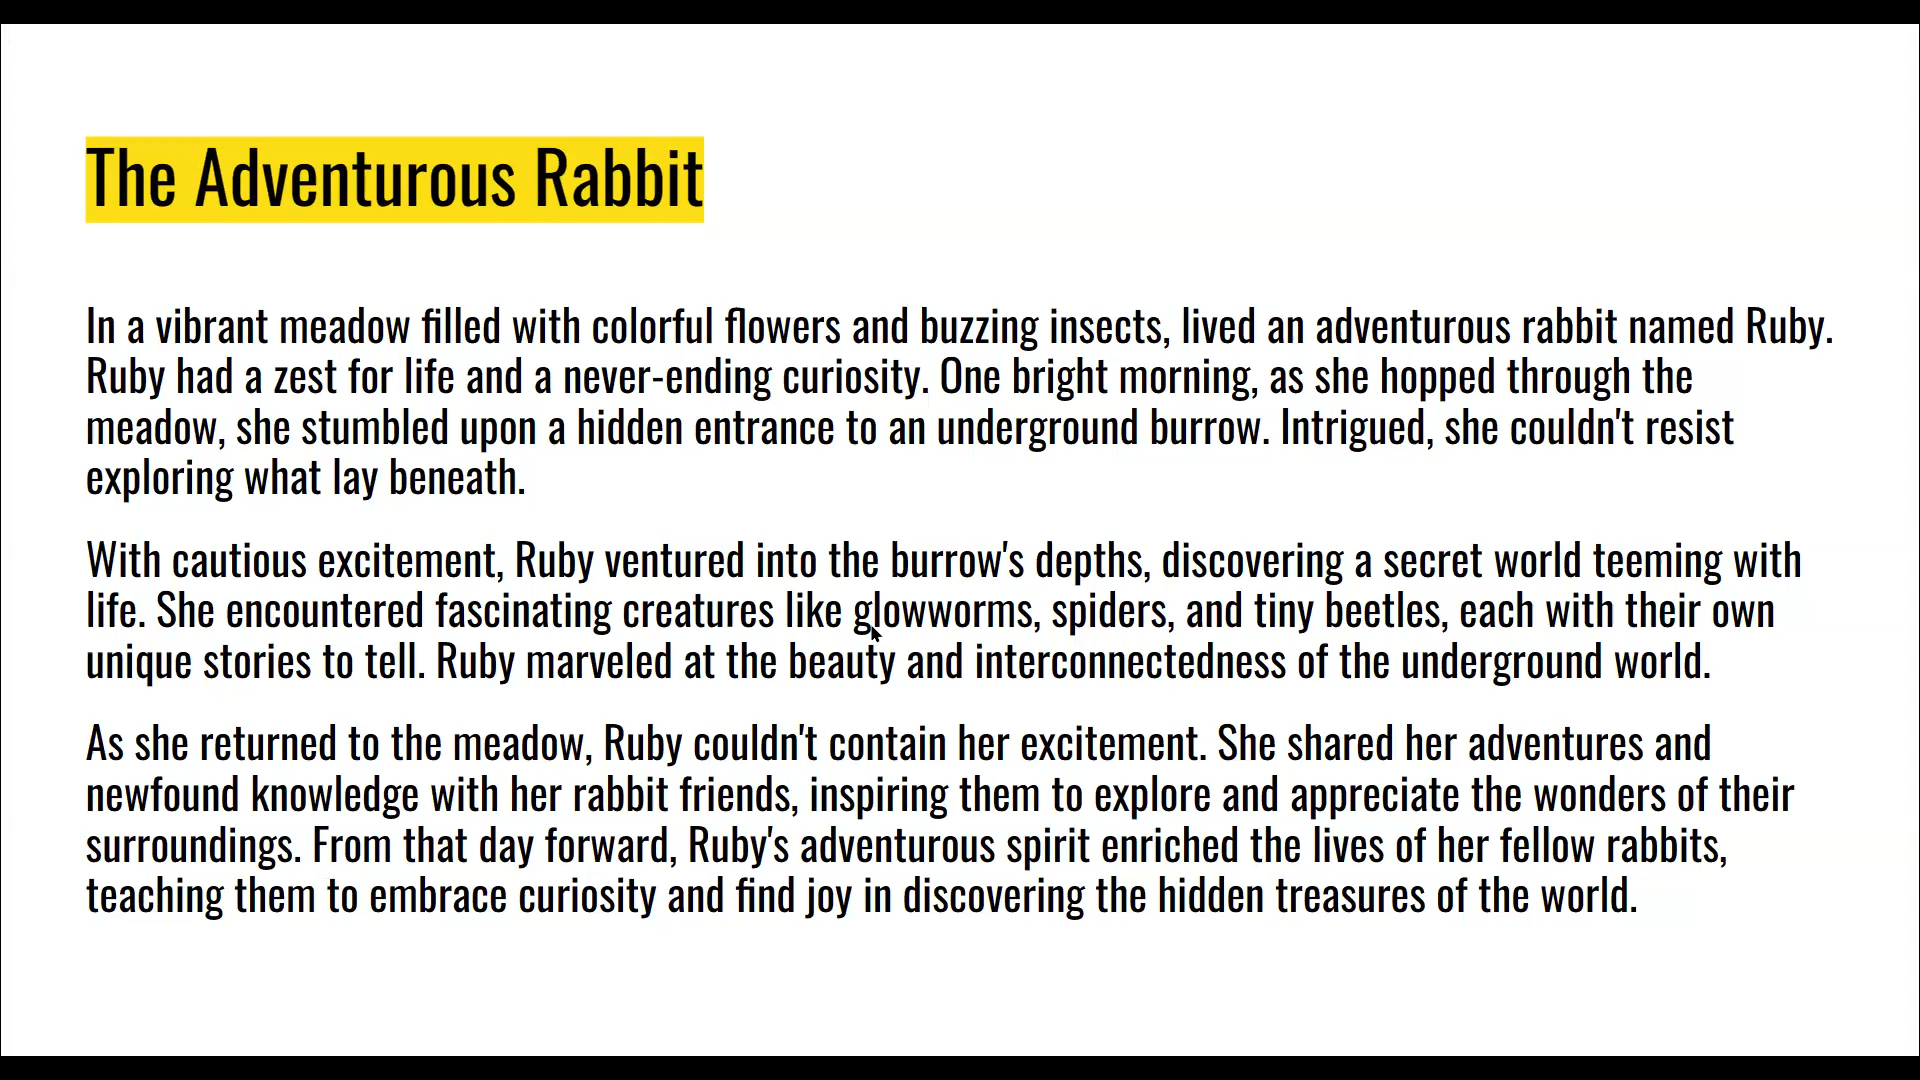 The Adventurous Rabbit
In a vibrant meadow filled with colorful flowers and buzzing insects, lived an adventurous rabbit named Ruby.
Ruby had a zest for life and a never-ending curiosity. One bright morning, as she hopped through the
meadow, she stumbled upon a hidden entrance to an underground burrow. Intrigued, she couldn't resist
exploring what lay beneath.
With cautious excitement, Ruby ventured into the burrow's depths, discovering a secret world teeming with
life. She encountered fascinating creatures like glowworms, spiders, and tiny beetles, each with their own
unique stories to tell. Ruby marveled at the beauty and interconnectedness of the underground world.
As she returned to the meadow, Ruby couldn't contain her excitement. She shared her adventures and
newfound knowledge with her rabbit friends, inspiring them to explore and appreciate the wonders of their
surroundings. From that day forward, Ruby's adventurous spirit enriched the lives of her fellow rabbits,
teaching them to embrace curiosity and find joy in discovering the hidden treasures of the world.